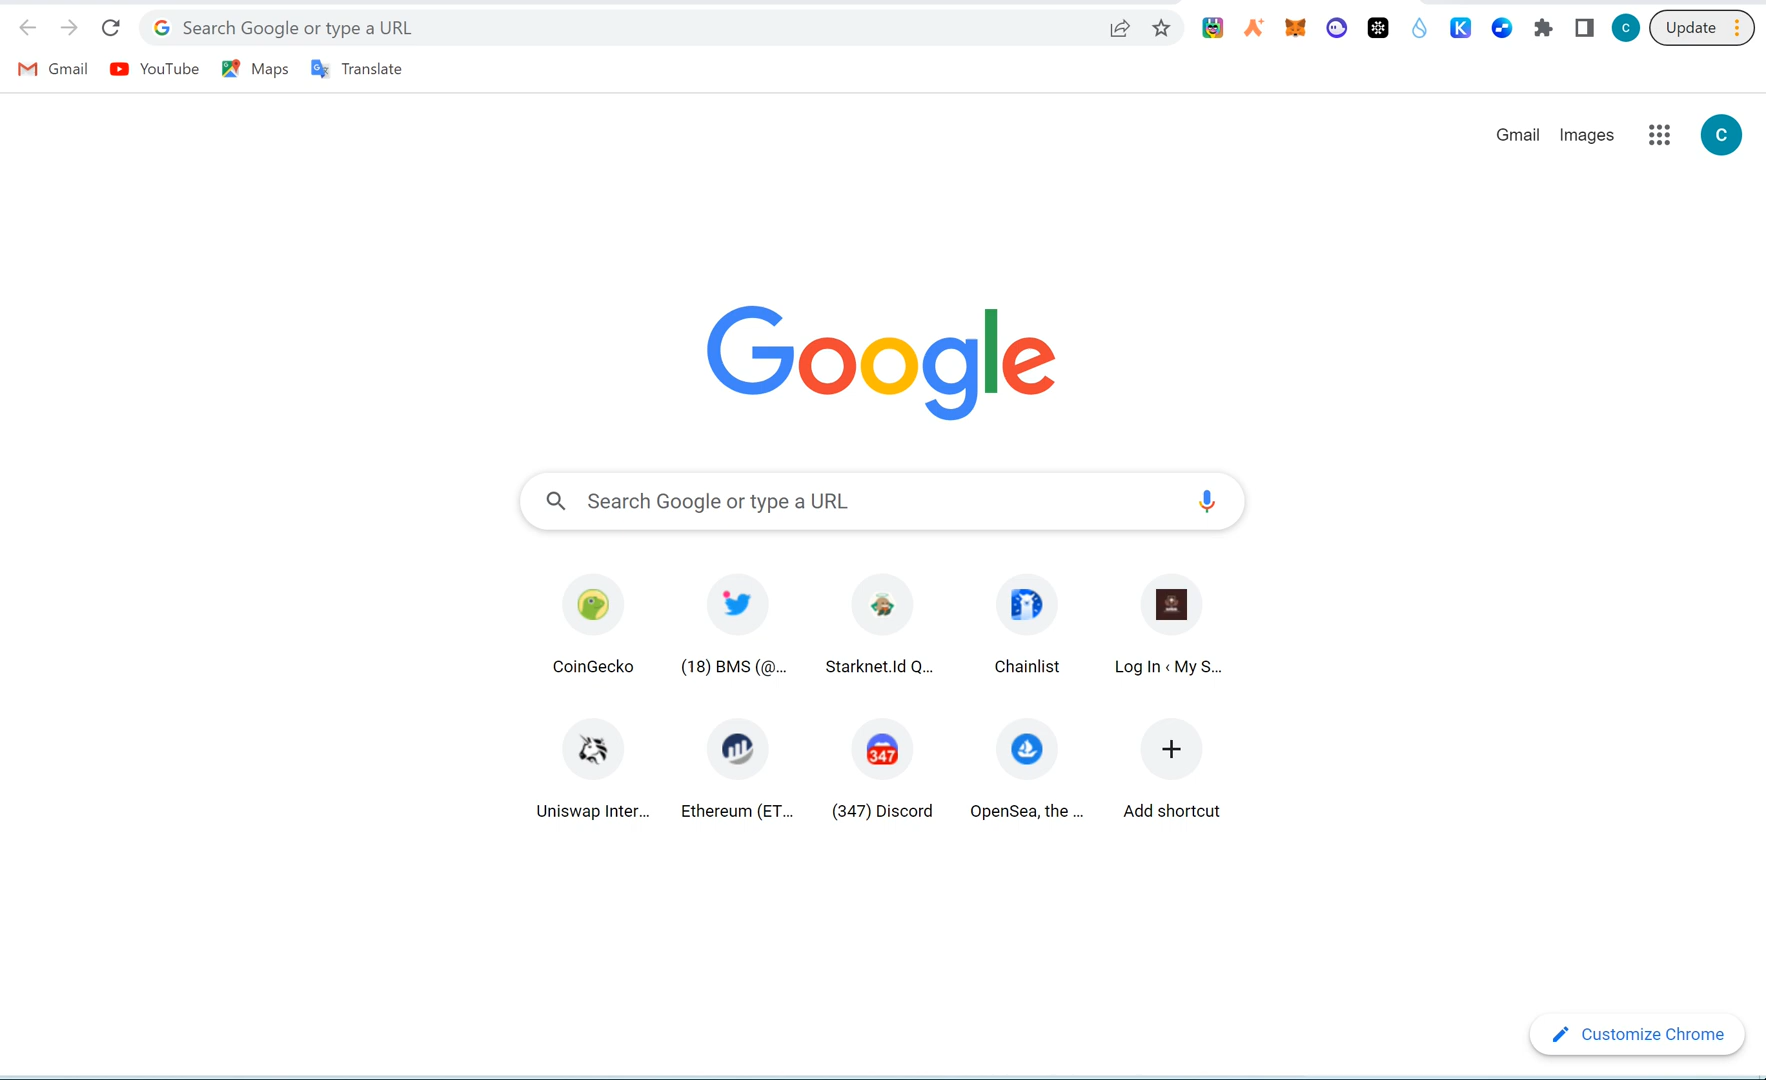 Search Google or type a URL
C
Update
Gmail
YouTube
Maps
Translate
Gmail
Images
C
Google
Search Google or type a URL
CoinGecko
(18) BMS (@...
Starknet.Id Q...
Chainlist
Log In ‹ My S...
347
Uniswap Inter...
Ethereum (ET...
(347) Discord
OpenSea, the ...
Add shortcut
Customize Chrome